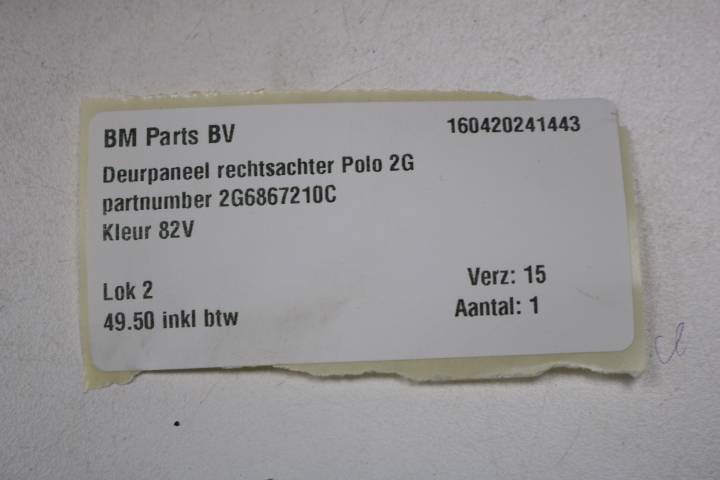 BM Parts BV 160420241443
Deurpaneel rechtsachter Polo 2G
partnumber 2G6867210C
Kleur 82V
Lok 2 Verz: 15
49.50 inkl btw Aantal: 1